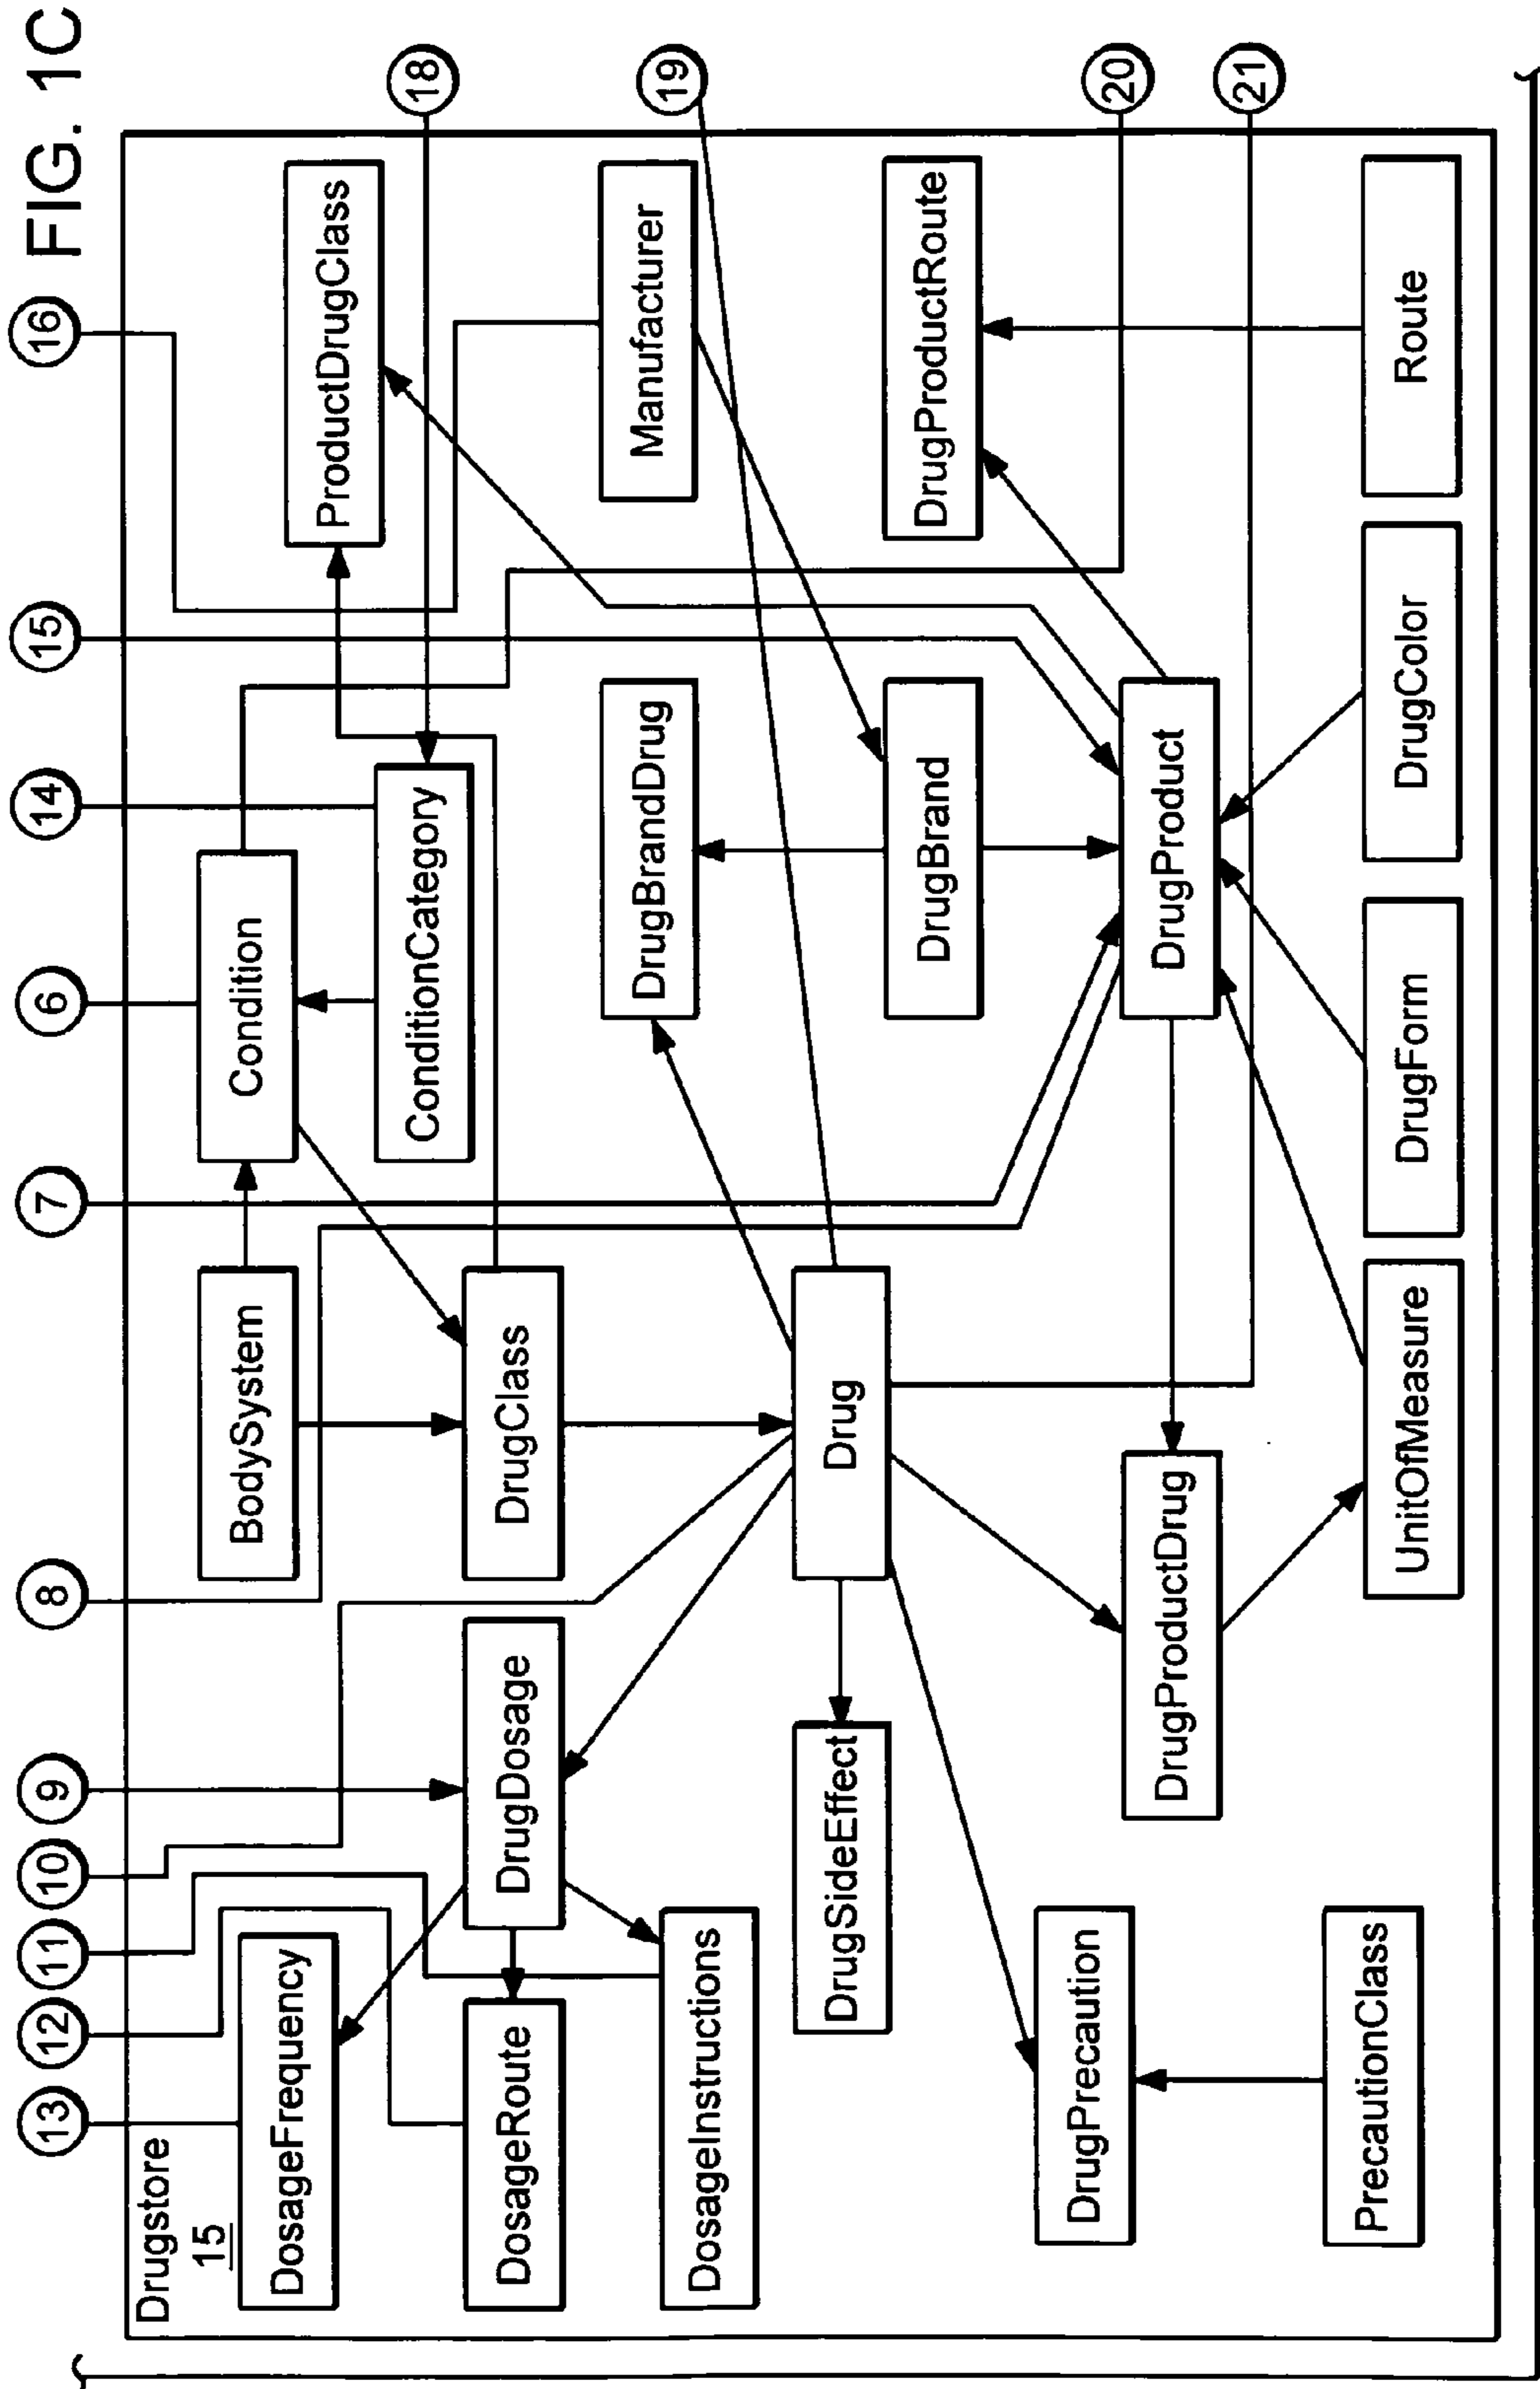 FIG. 1C
13
12
11
10
9
8
7
6
14
15
16
18
19
20
21
Drugstore
15
DosageFrequency
BodySystem
Condition
ProductDrugClass
ConditionCategory
DosageRoute
DrugDosage
DrugClass
DosageInstructions
DrugBrandDrug
Manufacturer
DrugSideEffect
Drug
DrugBrand
DrugProductRoute
DrugPrecaution
DrugProductDrug
DrugProduct
PrecautionClass
UnitOfMeasure
DrugForm
DrugColor
Route